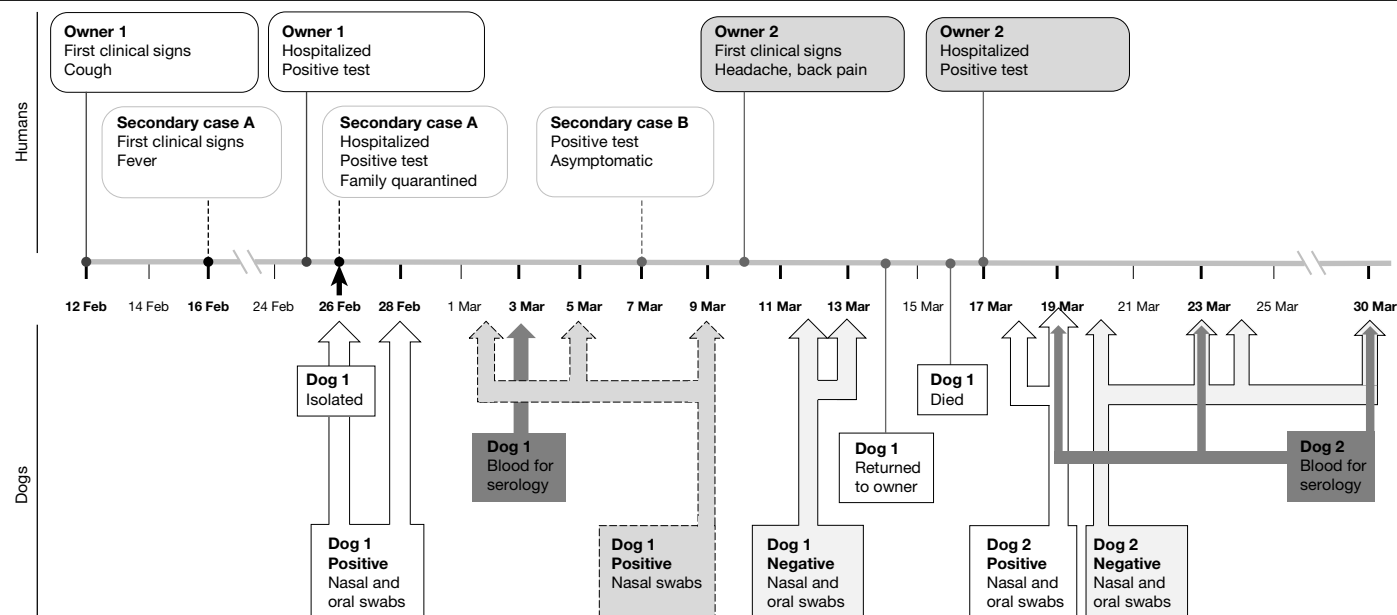 Humans
Owner 1
First clinical signs
Cough
Owner 1
Hospitalized
Positive test
Owner 2
First clinical signs
Headache, back pain
Owner 2
Hospitalized
Positive test
Secondary case A
First clinical signs
Fever
Secondary case A
Hospitalized
Positive test
Family quarantined
Secondary case B
Positive test
Asymptomatic
12 Feb
14 Feb
16 Feb
24 Feb
26 Feb
28 Feb
1 Mar
3 Mar
5 Mar
7 Mar
9 Mar
11 Mar
13 Mar
15 Mar
17 Mar
19 Mar
21 Mar
23 Mar
25 Mar
30 Mar
Dogs
Dog 1
Isolated
Dog 1
Died
Dog 1
Blood for
serology
Dog 1
Returned
to owner
Dog 2
Blood for
serology
Dog 1
Positive
Nasal and
oral swabs
Dog 1
Positive
Nasal swabs
Dog 1
Negative
Nasal and
oral swabs
Dog 2
Positive
Nasal and
oral swabs
Dog 2
Negative
Nasal and
oral swabs